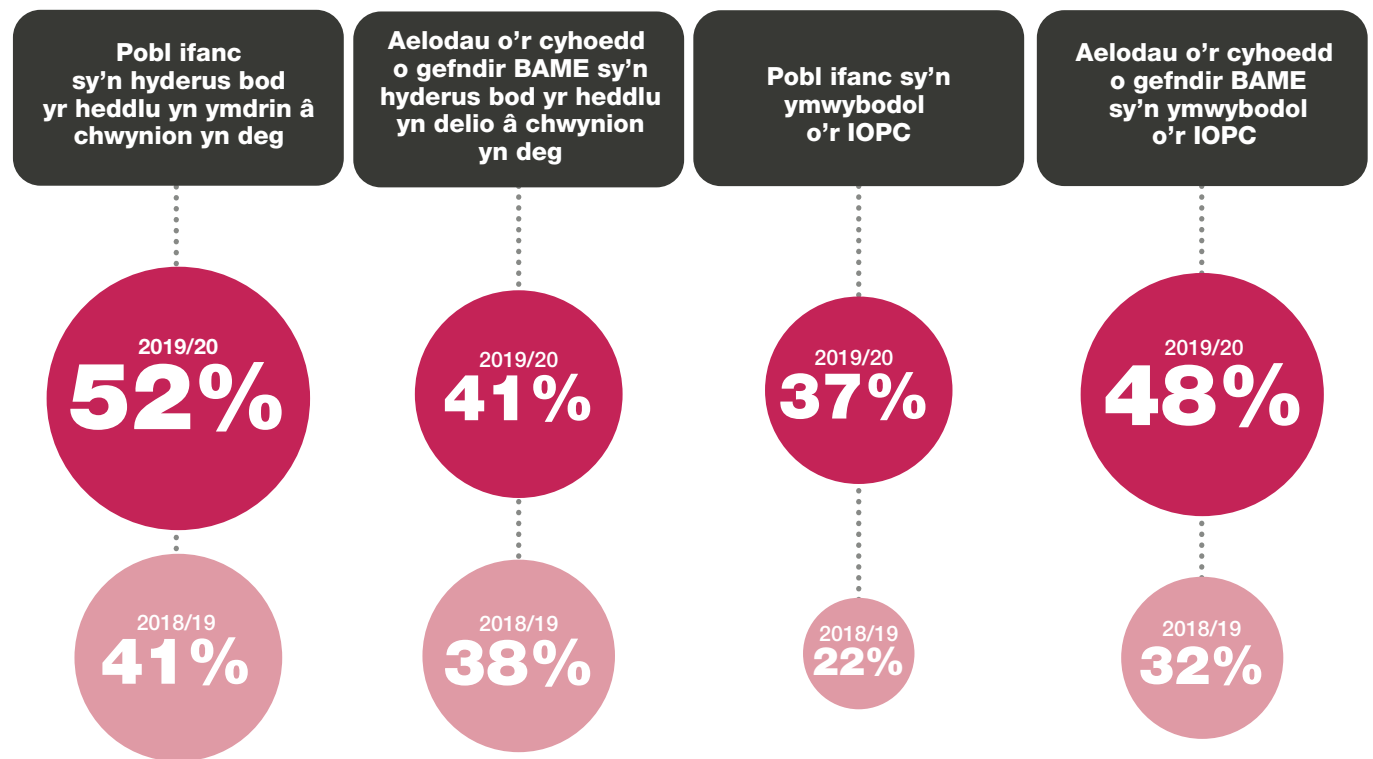 Pobl ifanc
sy’n hyderus bod
yr heddlu yn ymdrin â
chwynion yn deg
Aelodau o’r cyhoedd
o gefndir BAME sy’n
hyderus bod yr heddlu
yn delio â chwynion
yn deg
Pobl ifanc sy’n
ymwybodol
o’r IOPC
Aelodau o’r cyhoedd
o gefndir BAME
sy’n ymwybodol
o’r IOPC
2019/20
52%
2019/20
41%
2019/20
37%
2019/20
48%
2018/19
41%
2018/19
38%
2018/19
22%
2018/19
32%